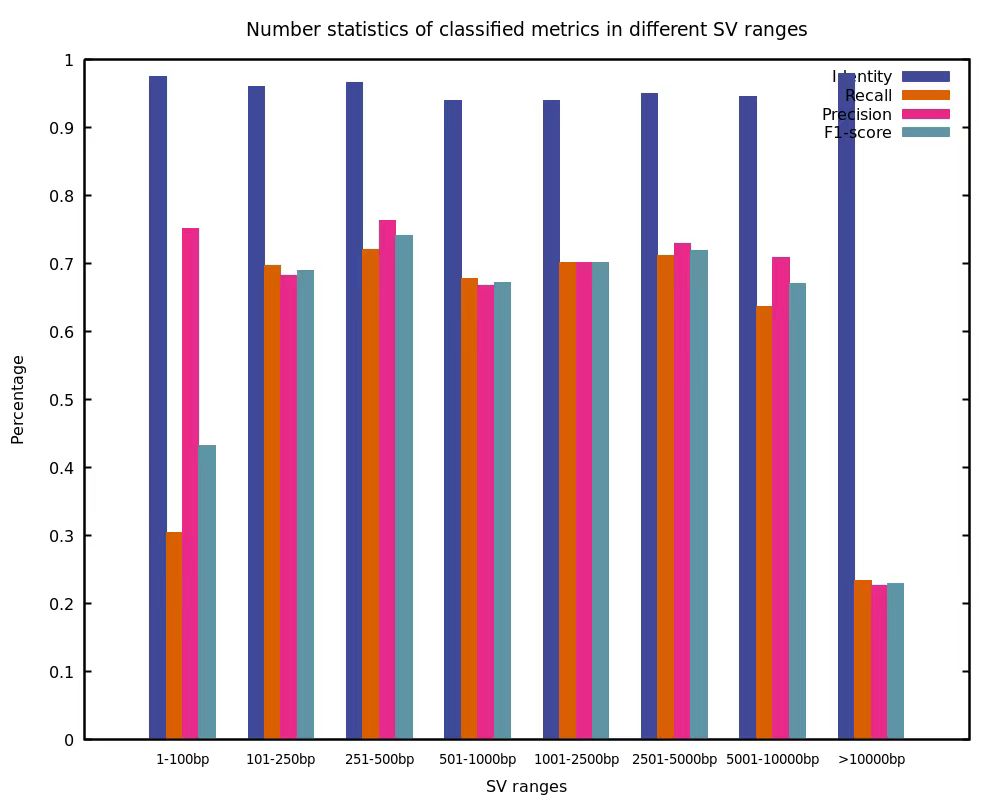 Number statistics of classified metrics in different SV ranges
1
0.9
0.8
0.7
0.6
0.5
0.4
0.3
0.2
0.1
0
Percentage
Identity
Recall
Precision
F1-score
1-100bp 101-250bp 251-500bp 501-1000bp 1001-2500bp 2501-5000bp 5001-10000bp >10000bp
SV ranges